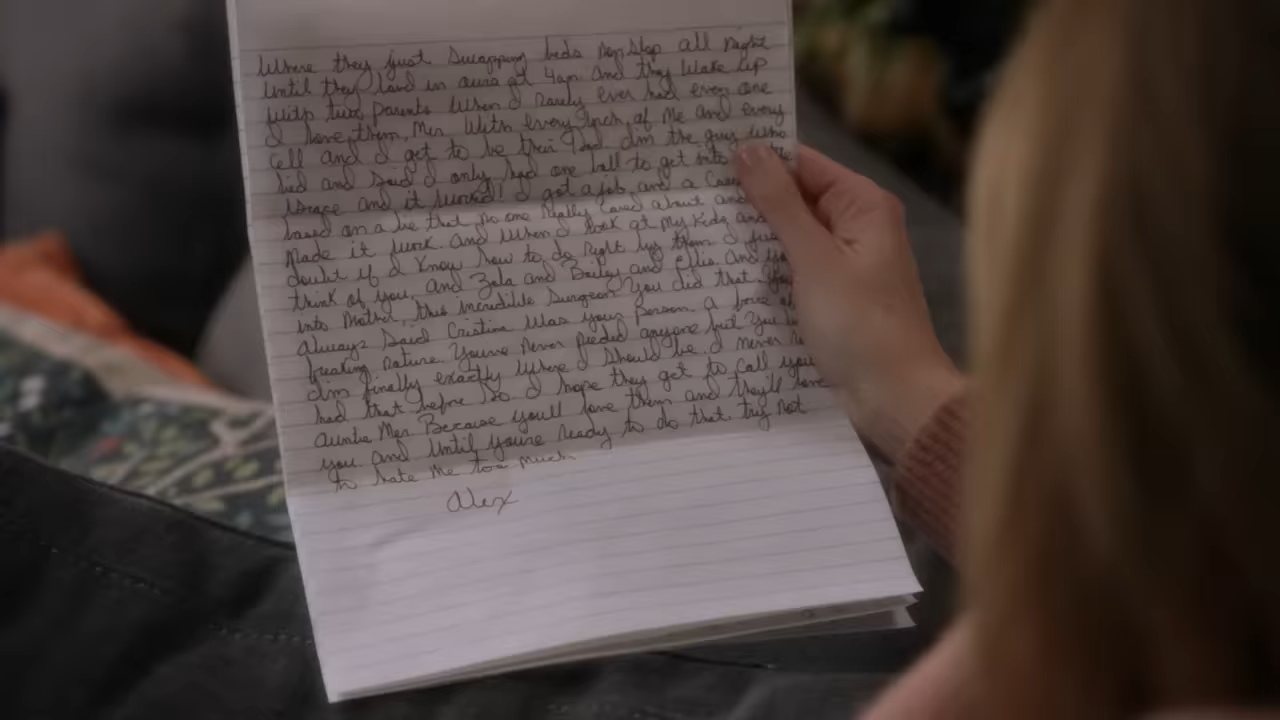 Where they just swapping beds non stop all night
until they land in ours at 4am and they wake up
with two parents when I rarely ever had even one
I love them, Mer. With every inch of me and every
cell and I get to be their Dad. I'm the guy who
lied and said I only had one ball to get into
grace and it worked! I got a job, and a
based on a lie that no one really cared about and
made it work. and when I look at my kids and
doubt if I know how to do right by them I
think of you and Zola and Bailey and Ellis and
into Mother, this incredible Surgeon you did that
always said Cristina was your person. a force of
freaking nature. You've never needed anyone but You
I'm finally exactly where I should be. I never
had that before. so I hope they get to call you
auntie Mer. Because you'll love them and they'll love
you and until you're ready to do that. try not
to hate me too much.
Alex